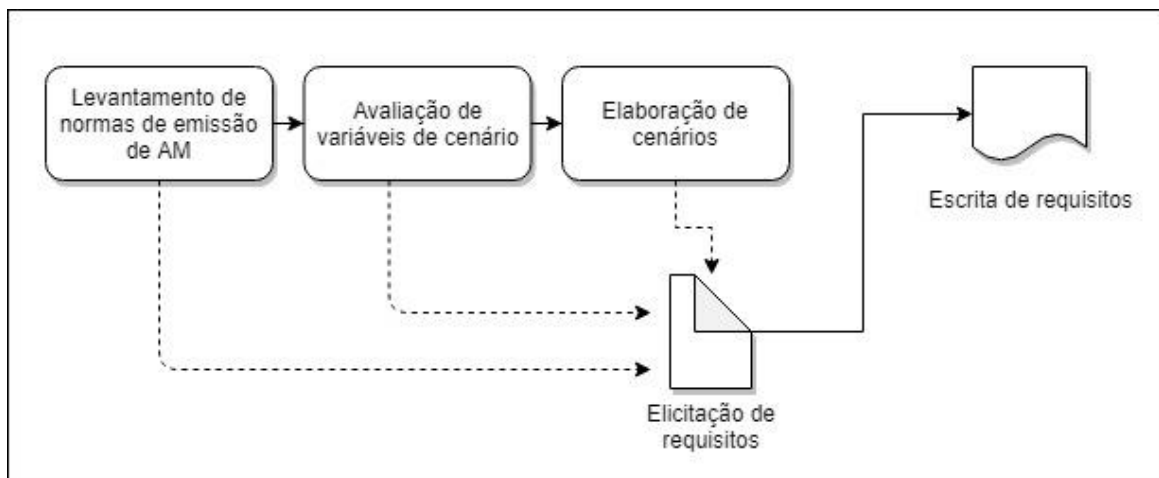 Levantamento de
normas de emissão
de AM
Avaliação de
variáveis de cenário
Elaboração de
cenários
Escrita de requisitos
Elicitação de
requisitos